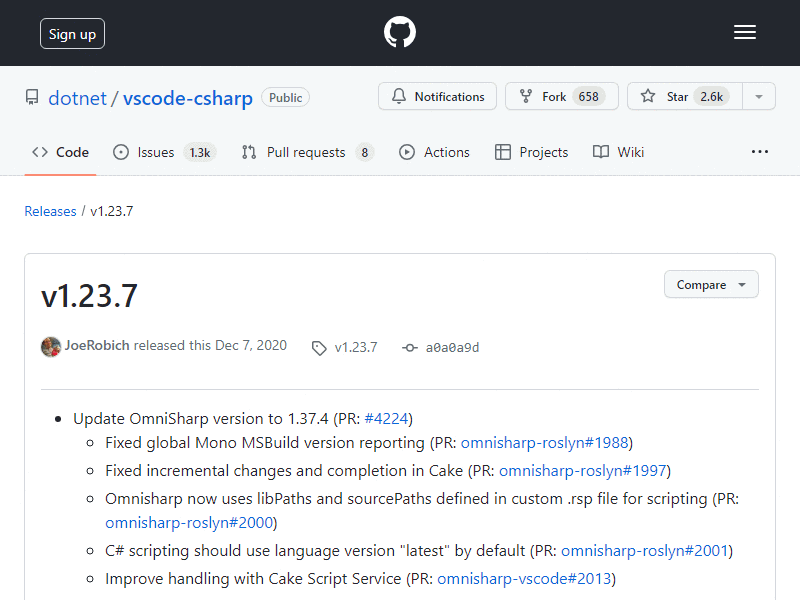 Sign up
dotnet / vscode-csharp Public
Notifications Fork 658 Star 2.6k
Code Issues 1.3k Pull requests 8 Actions Projects Wiki
Releases / v1.23.7
v1.23.7 Compare
JoeRobich released this Dec 7, 2020 v1.23.7 a0a0a9d
Update OmniSharp version to 1.37.4 (PR: #4224)
Fixed global Mono MSBuild version reporting (PR: omnisharp-roslyn#1988)
Fixed incremental changes and completion in Cake (PR: omnisharp-roslyn#1997)
Omnisharp now uses libPaths and sourcePaths defined in custom .rsp file for scripting (PR:
omnisharp-roslyn#2000)
C# scripting should use language version "latest" by default (PR: omnisharp-roslyn#2001)
Improve handling with Cake Script Service (PR: omnisharp-vscode#2013)